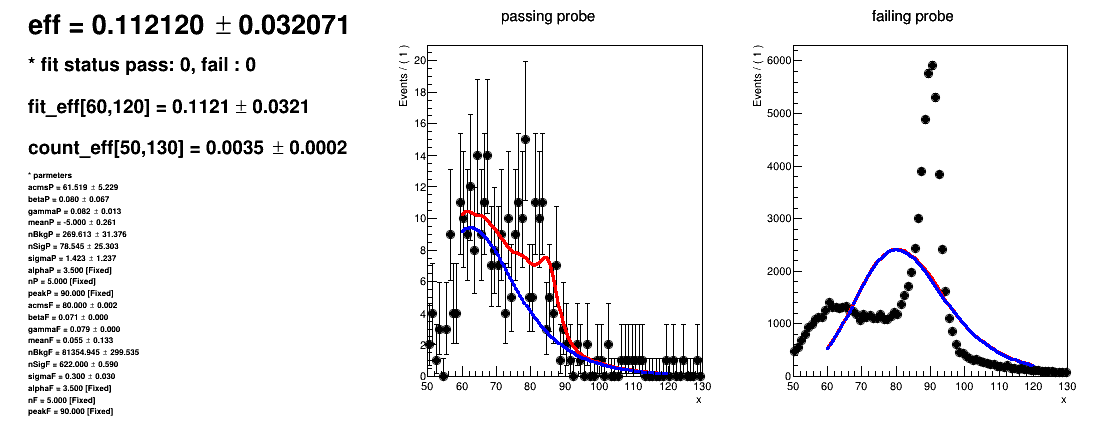 eff = 0.112120 ± 0.032071
* fit status pass: 0, fail : 0
fit_eff[60,120] = 0.1121 ± 0.0321
count_eff[50,130] = 0.0035 ± 0.0002
* parmeters
acmsP = 61.519 ± 5.229
betaP = 0.080 ± 0.067
gammaP = 0.082 ± 0.013
meanP = -5.000 ± 0.261
nBkgP = 269.613 ± 31.376
nSigP = 78.545 ± 25.303
sigmaP = 1.423 ± 1.237
alphaP = 3.500 [Fixed]
nP = 5.000 [Fixed]
peakP = 90.000 [Fixed]
acmsF = 80.000 ± 0.002
betaF = 0.071 ± 0.000
gammaF = 0.079 ± 0.000
meanF = 0.055 ± 0.133
nBkgF = 81354.945 ± 299.535
nSigF = 622.000 ± 0.590
sigmaF = 0.300 ± 0.030
alphaF = 3.500 [Fixed]
nF = 5.000 [Fixed]
peakF = 90.000 [Fixed]
passing probe
Events / ( 1 )
20
18
16
14
12
10
8
6
4
2
0
50 60 70 80 90 100 110 120 130
x
failing probe
Events / ( 1 )
6000
5000
4000
3000
2000
1000
0
50 60 70 80 90 100 110 120 130
x